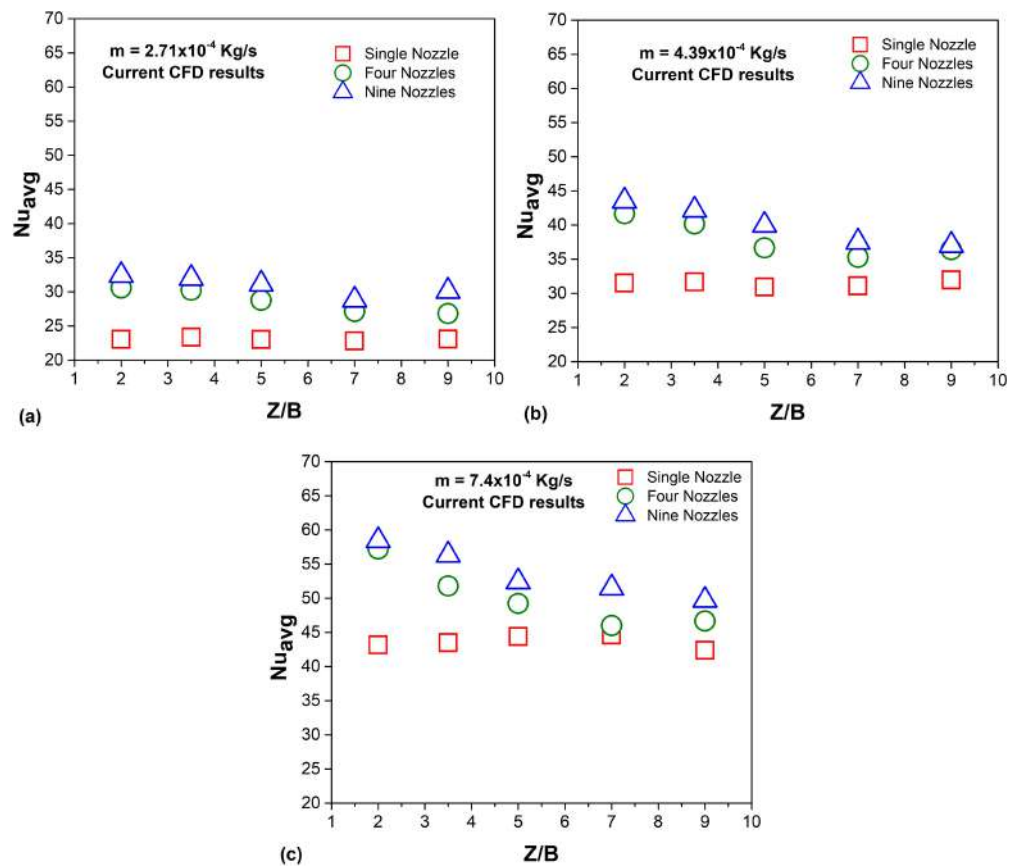 m = 2.71x10⁻⁴ Kg/s
Current CFD results
Single Nozzle
Four Nozzles
Nine Nozzles
70
65
60
55
50
45
40
35
30
25
20
Nuavg
1 2 3 4 5 6 7 8 9 10
Z/B
(a)
m = 4.39x10⁻⁴ Kg/s
Current CFD results
Single Nozzle
Four Nozzles
Nine Nozzles
70
65
60
55
50
45
40
35
30
25
20
Nuavg
1 2 3 4 5 6 7 8 9 10
Z/B
(b)
m = 7.4x10⁻⁴ Kg/s
Current CFD results
Single Nozzle
Four Nozzles
Nine Nozzles
70
65
60
55
50
45
40
35
30
25
20
Nuavg
1 2 3 4 5 6 7 8 9 10
Z/B
(c)